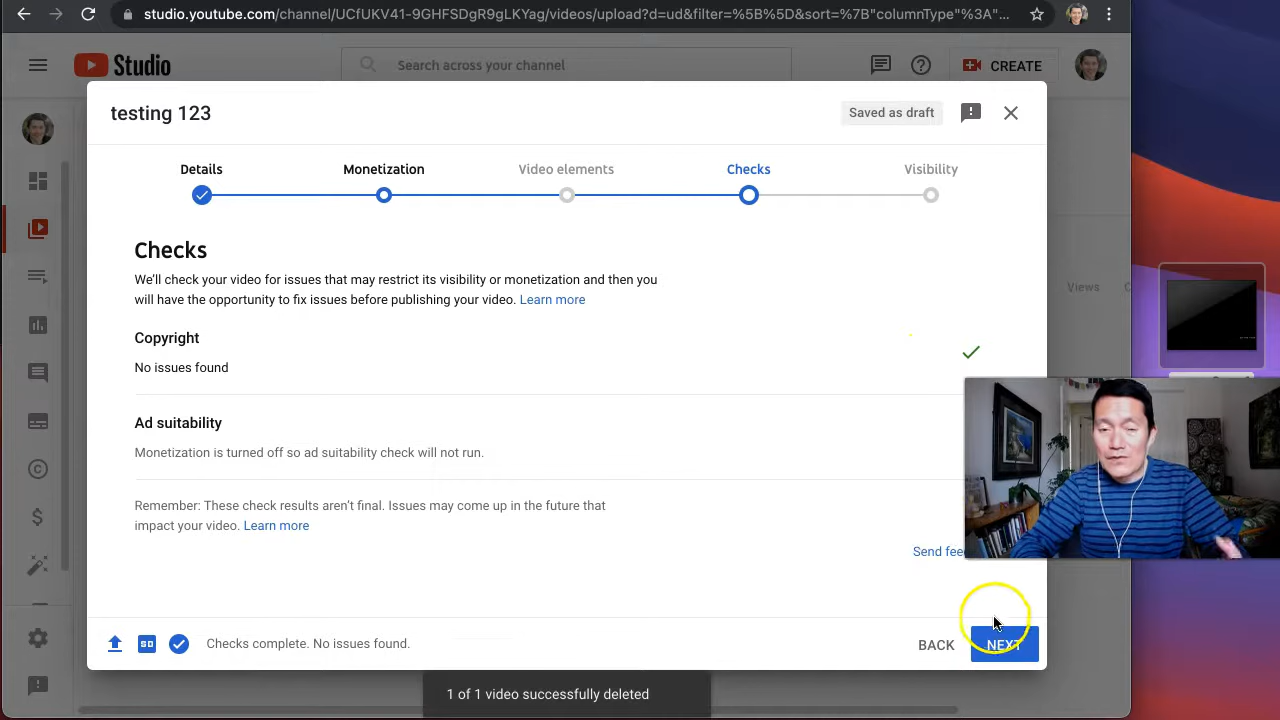 studio.youtube.com/channel/UCfUKV41-9GHFSDgR9gLKYag/videos/upload?d=ud&filter=%5B%5D&sort=%7B"columnType"%3A"...
Studio
Search across your channel
CREATE
testing 123
Saved as draft
Details
Monetization
Video elements
Checks
Visibility
Checks
We'll check your video for issues that may restrict its visibility or monetization and then you
will have the opportunity to fix issues before publishing your video. Learn more
Views
Copyright
No issues found
Ad suitability
Monetization is turned off so ad suitability check will not run.
Remember: These check results aren't final. Issues may come up in the future that
impact your video. Learn more
Send fee
SD
Checks complete. No issues found.
BACK
NEXT
1 of 1 video successfully deleted